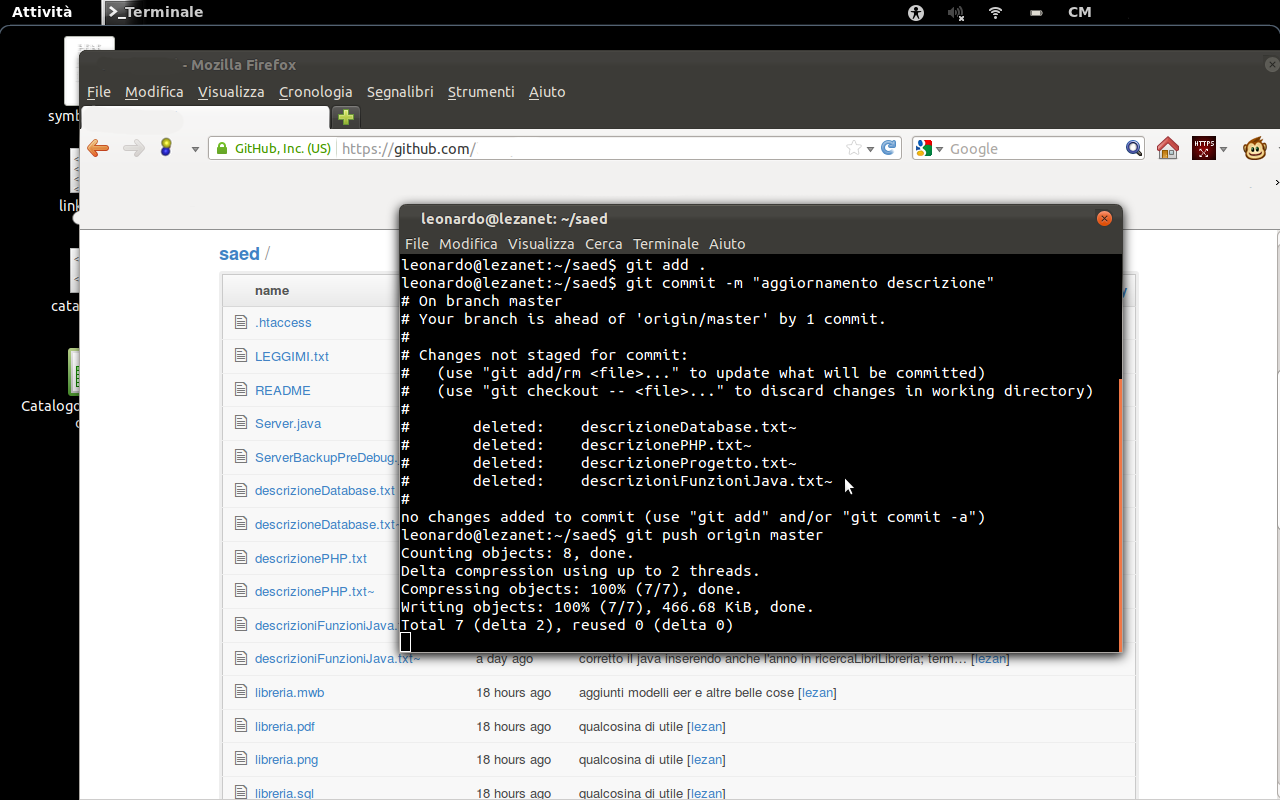 Attività
Terminale
CM
- Mozilla Firefox
File Modifica Visualizza Cronologia Segnalibri Strumenti Aiuto
GitHub, Inc. (US) https://github.com/
Google
HTTPS
symb
link
cata
Catalogo
saed /
name
.htaccess
LEGGIMI.txt
README
Server.java
ServerBackupPreDebug.
descrizioneDatabase.txt
descrizioneDatabase.txt~
descrizionePHP.txt
descrizionePHP.txt~
descrizioniFunzioniJava.
descrizioniFunzioniJava.txt~ a day ago corretto il java inserendo anche l'anno in ricercaLibriLibreria; term… [lezan]
libreria.mwb 18 hours ago aggiunti modelli eer e altre belle cose [lezan]
libreria.pdf 18 hours ago qualcosina di utile [lezan]
libreria.png 18 hours ago qualcosina di utile [lezan]
libreria.sql 18 hours ago qualcosina di utile [lezan]
leonardo@lezanet: ~/saed
File Modifica Visualizza Cerca Terminale Aiuto
leonardo@lezanet:~/saed$ git add .
leonardo@lezanet:~/saed$ git commit -m "aggiornamento descrizione"
# On branch master
# Your branch is ahead of 'origin/master' by 1 commit.
#
# Changes not staged for commit:
#   (use "git add/rm <file>..." to update what will be committed)
#   (use "git checkout -- <file>..." to discard changes in working directory)
#
#       deleted:    descrizioneDatabase.txt~
#       deleted:    descrizionePHP.txt~
#       deleted:    descrizioneProgetto.txt~
#       deleted:    descrizioniFunzioniJava.txt~
#
no changes added to commit (use "git add" and/or "git commit -a")
leonardo@lezanet:~/saed$ git push origin master
Counting objects: 8, done.
Delta compression using up to 2 threads.
Compressing objects: 100% (7/7), done.
Writing objects: 100% (7/7), 466.68 KiB, done.
Total 7 (delta 2), reused 0 (delta 0)